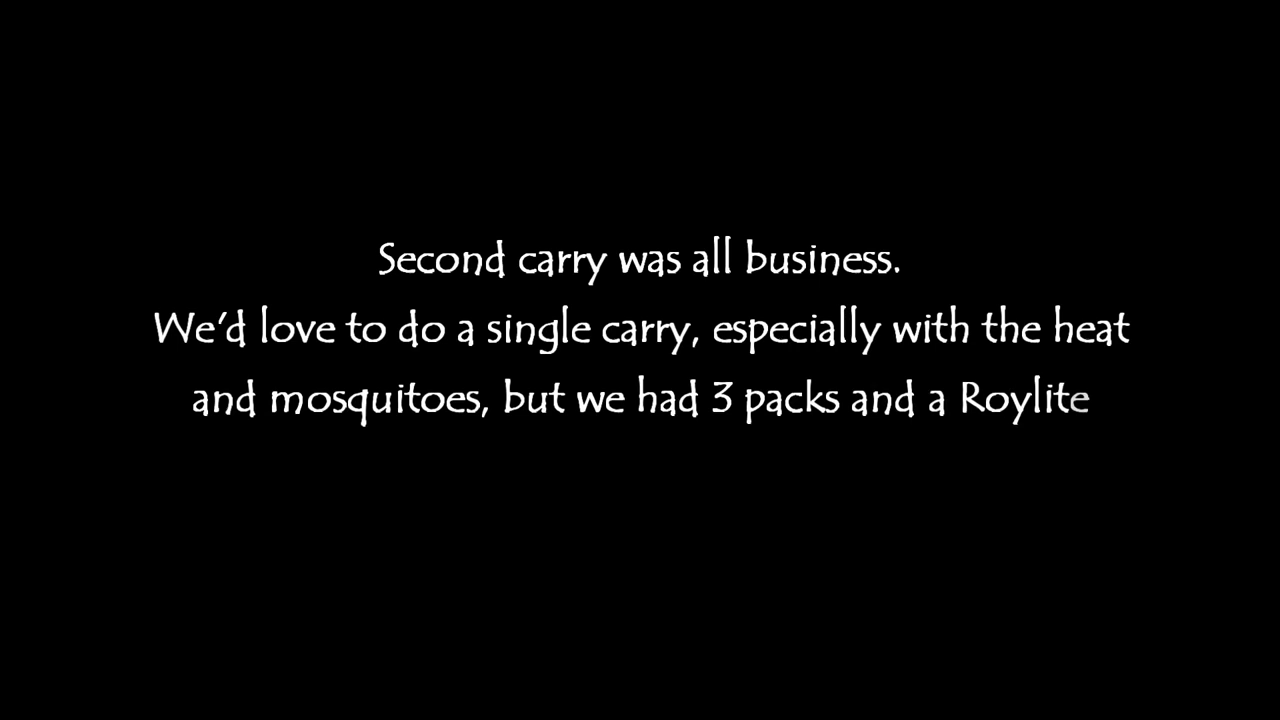 Second carry was all business.
We'd love to do a single carry, especially with the heat
and mosquitoes, but we had 3 packs and a Roylite